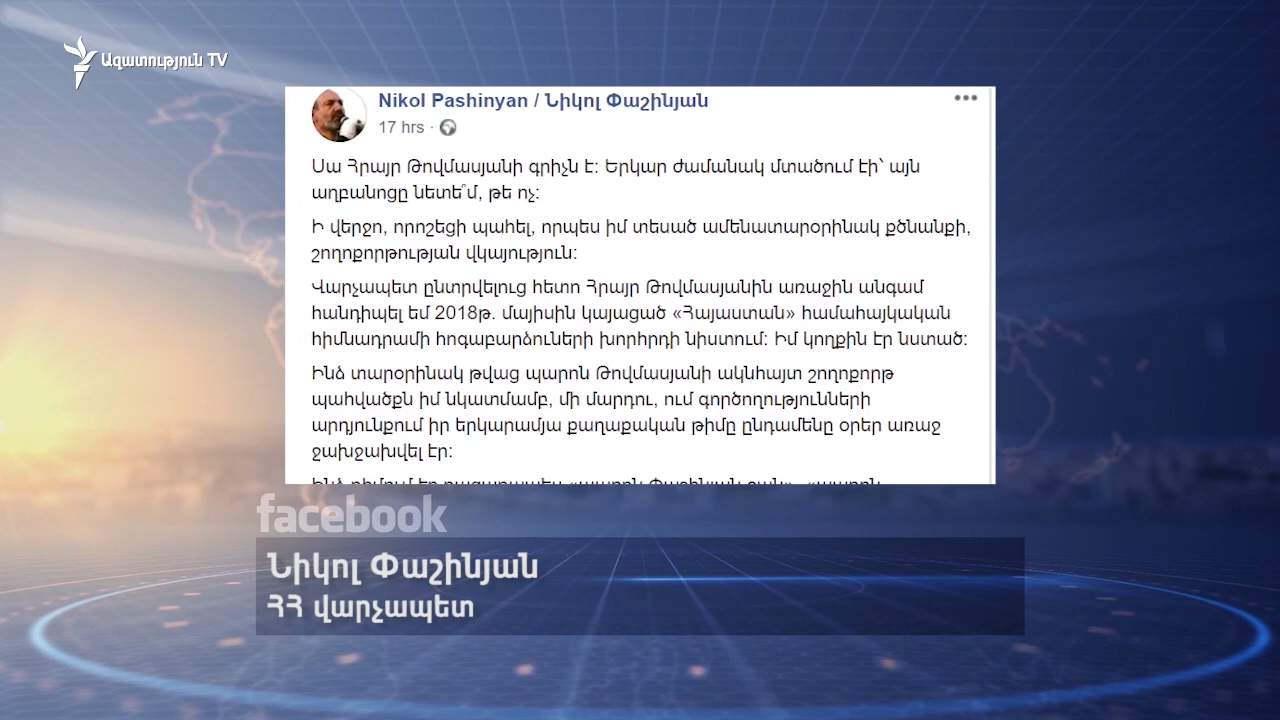 Ազատություն TV
Nikol Pashinyan / Նիկոլ Փաշինյան
17 hrs ·
Սա Հրայր Թովմասյանի գրիչն է: Երկար ժամանակ մտածում էի՝ այն
աղբանոցը նետե՞մ, թե ոչ:
Ի վերջո, որոշեցի պահել, որպես իմ տեսած ամենատարօրինակ քծնանքի,
շողոքորթության վկայություն:
Վարչապետ ընտրվելուց հետո Հրայր Թովմասյանին առաջին անգամ
հանդիպել եմ 2018թ. մայիսին կայացած «Հայաստան» համահայկական
հիմնադրամի հոգաբարձուների խորհրդի նիստում: Իմ կողքին էր նստած:
Ինձ տարօրինակ թվաց պարոն Թովմասյանի ակնհայտ շողոքորթ
պահվածքն իմ նկատմամբ, մի մարդու, ում գործողությունների
արդյունքում իր երկարամյա քաղաքական թիմը ընդամենը օրեր առաջ
ջախջախվել էր:
facebook
Նիկոլ Փաշինյան
ՀՀ վարչապետ